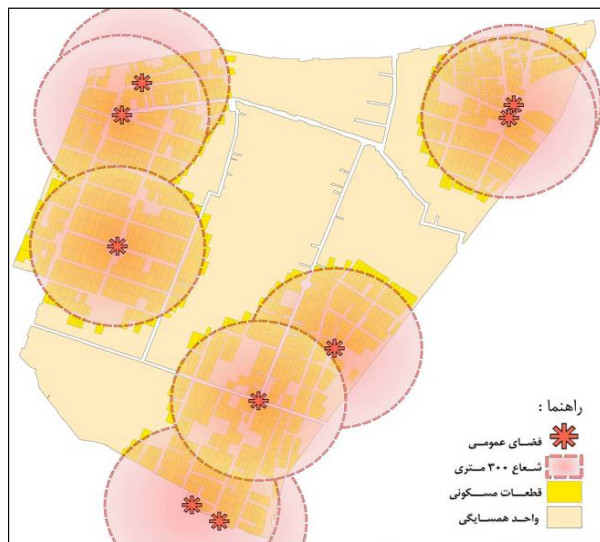 راهنما :
فضای عمومی
شعاع ۳۰۰ متری
قطعات مسکونی
واحد همسایگی